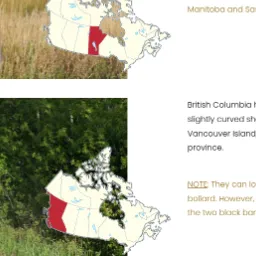 Manitoba and Sa
British Columbia h
slightly curved sh
Vancouver Island
province.
NOTE: They can lo
bollard. However,
the two black bar